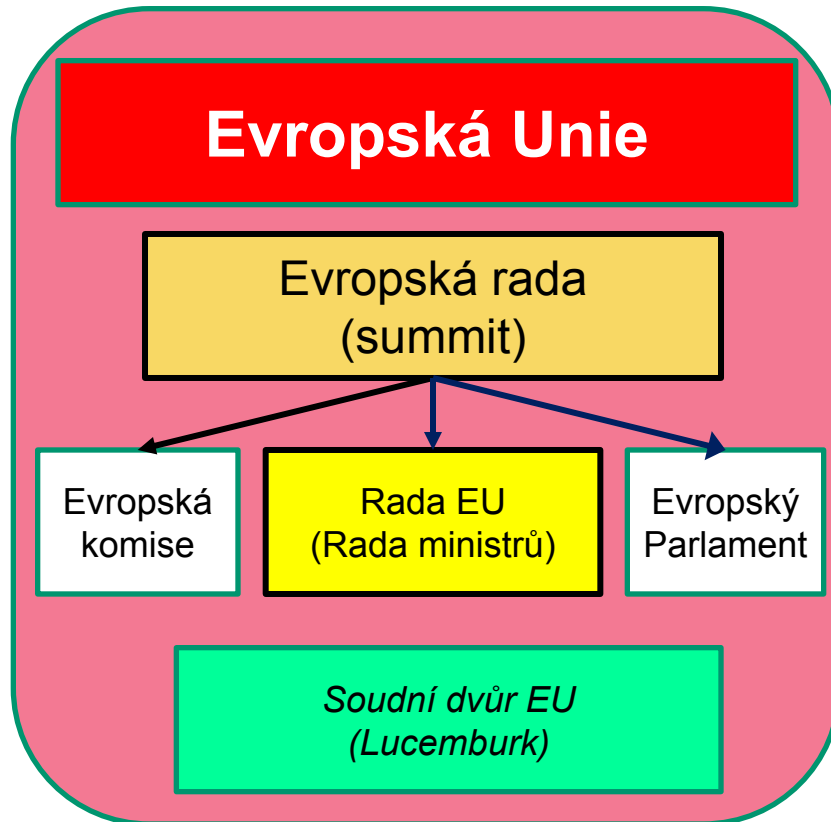 Evropská Unie
Evropská rada
(summit)
Evropská
komise
Rada EU
(Rada ministrů)
Evropský
Parlament
Soudní dvůr EU
(Lucemburk)